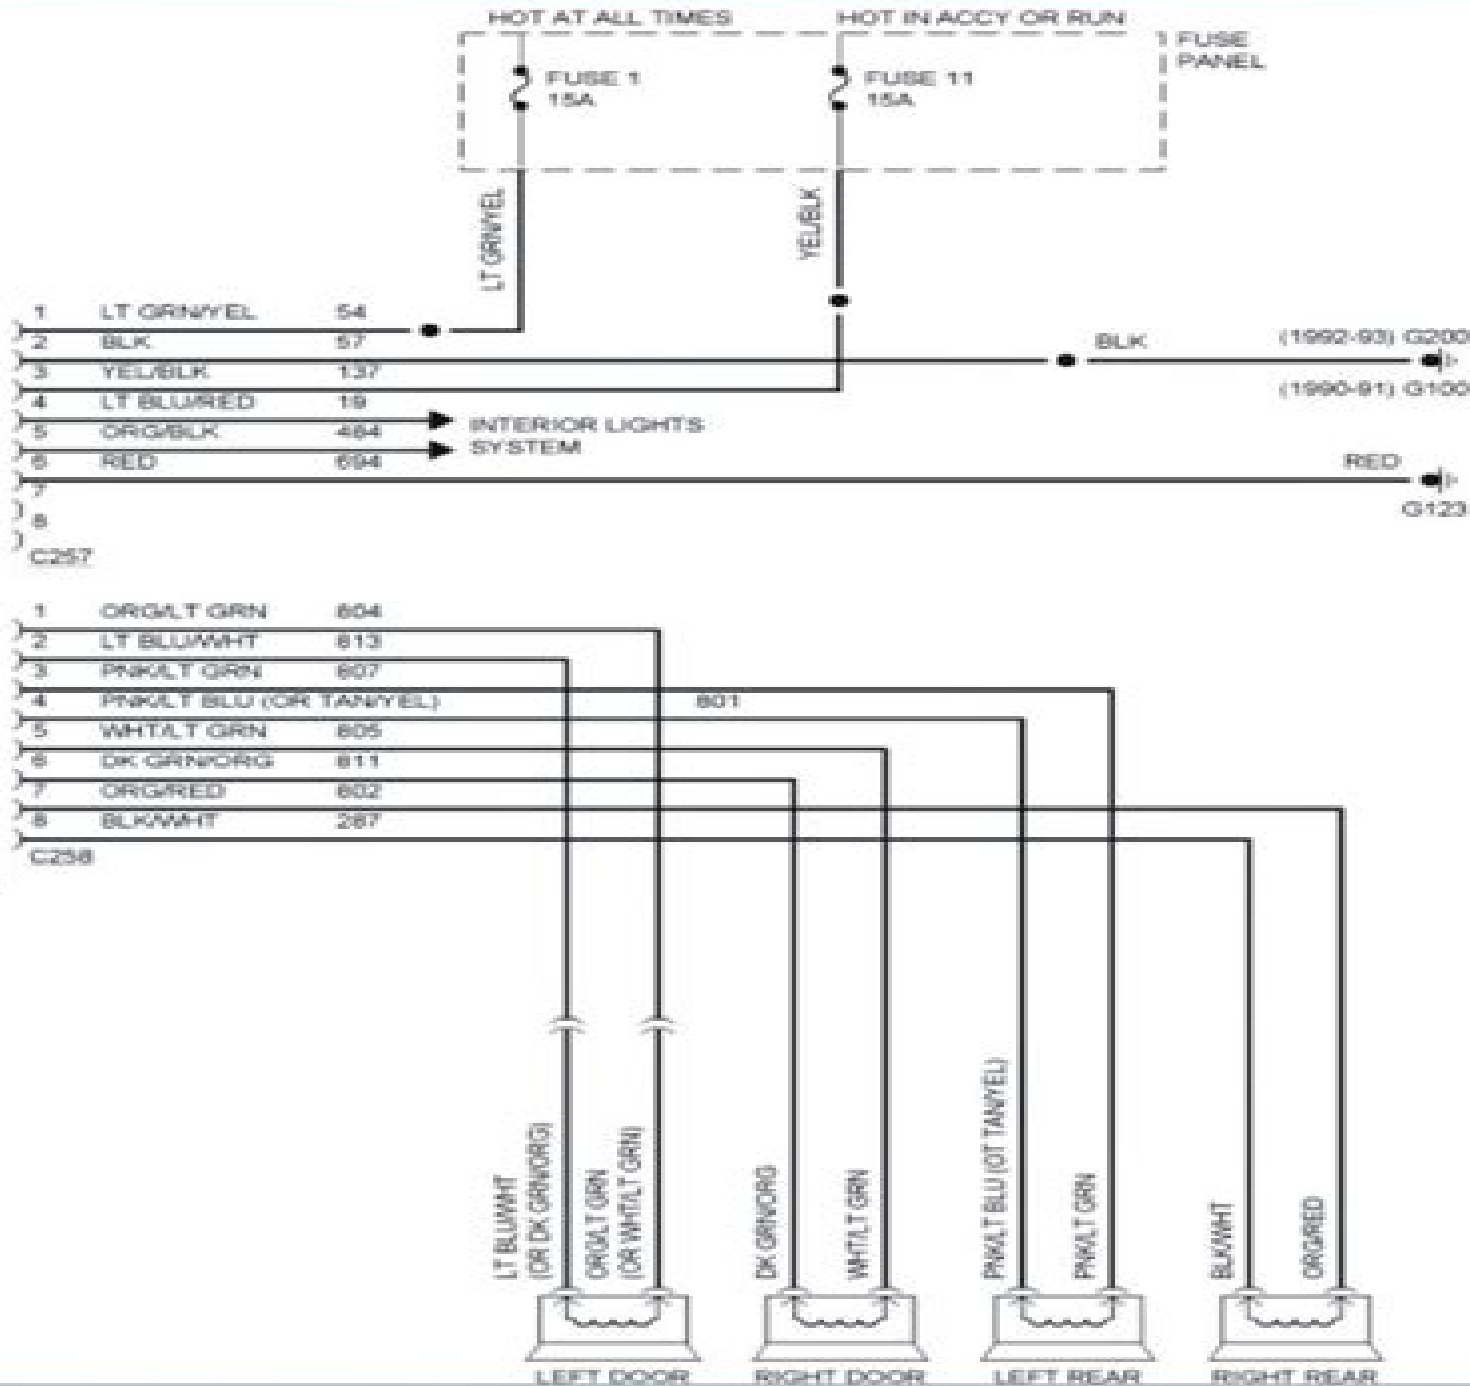 HOT AT ALL TIMES
HOT IN ACCY OR RUN
FUSE PANEL
FUSE 1
15A
FUSE 11
15A
LT GRN/YEL
YEL/BLK
1 LT GRN/YEL 54
2 BLK 57
3 YEL/BLK 137
4 LT BLU/RED 19
5 ORG/BLK 484
6 RED 694
7
8
C257
INTERIOR LIGHTS
SYSTEM
BLK
(1992-93) G200
(1990-91) G100
RED
G123
1 ORG/LT GRN 804
2 LT BLU/WHT 813
3 PNK/LT GRN 807
4 PNK/LT BLU (OR TAN/YEL) 801
5 WHT/LT GRN 805
6 DK GRN/ORG 811
7 ORG/RED 802
8 BLK/WHT 287
C258
LT BLU/WHT
(OR DK GRN/ORG)
ORG/LT GRN
(OR WHT/LT GRN)
DK GRN/ORG
WHT/LT GRN
PNK/LT BLU (OT TAN/YEL)
PNK/LT GRN
BLK/WHT
ORG/RED
LEFT DOOR
RIGHT DOOR
LEFT REAR
RIGHT REAR